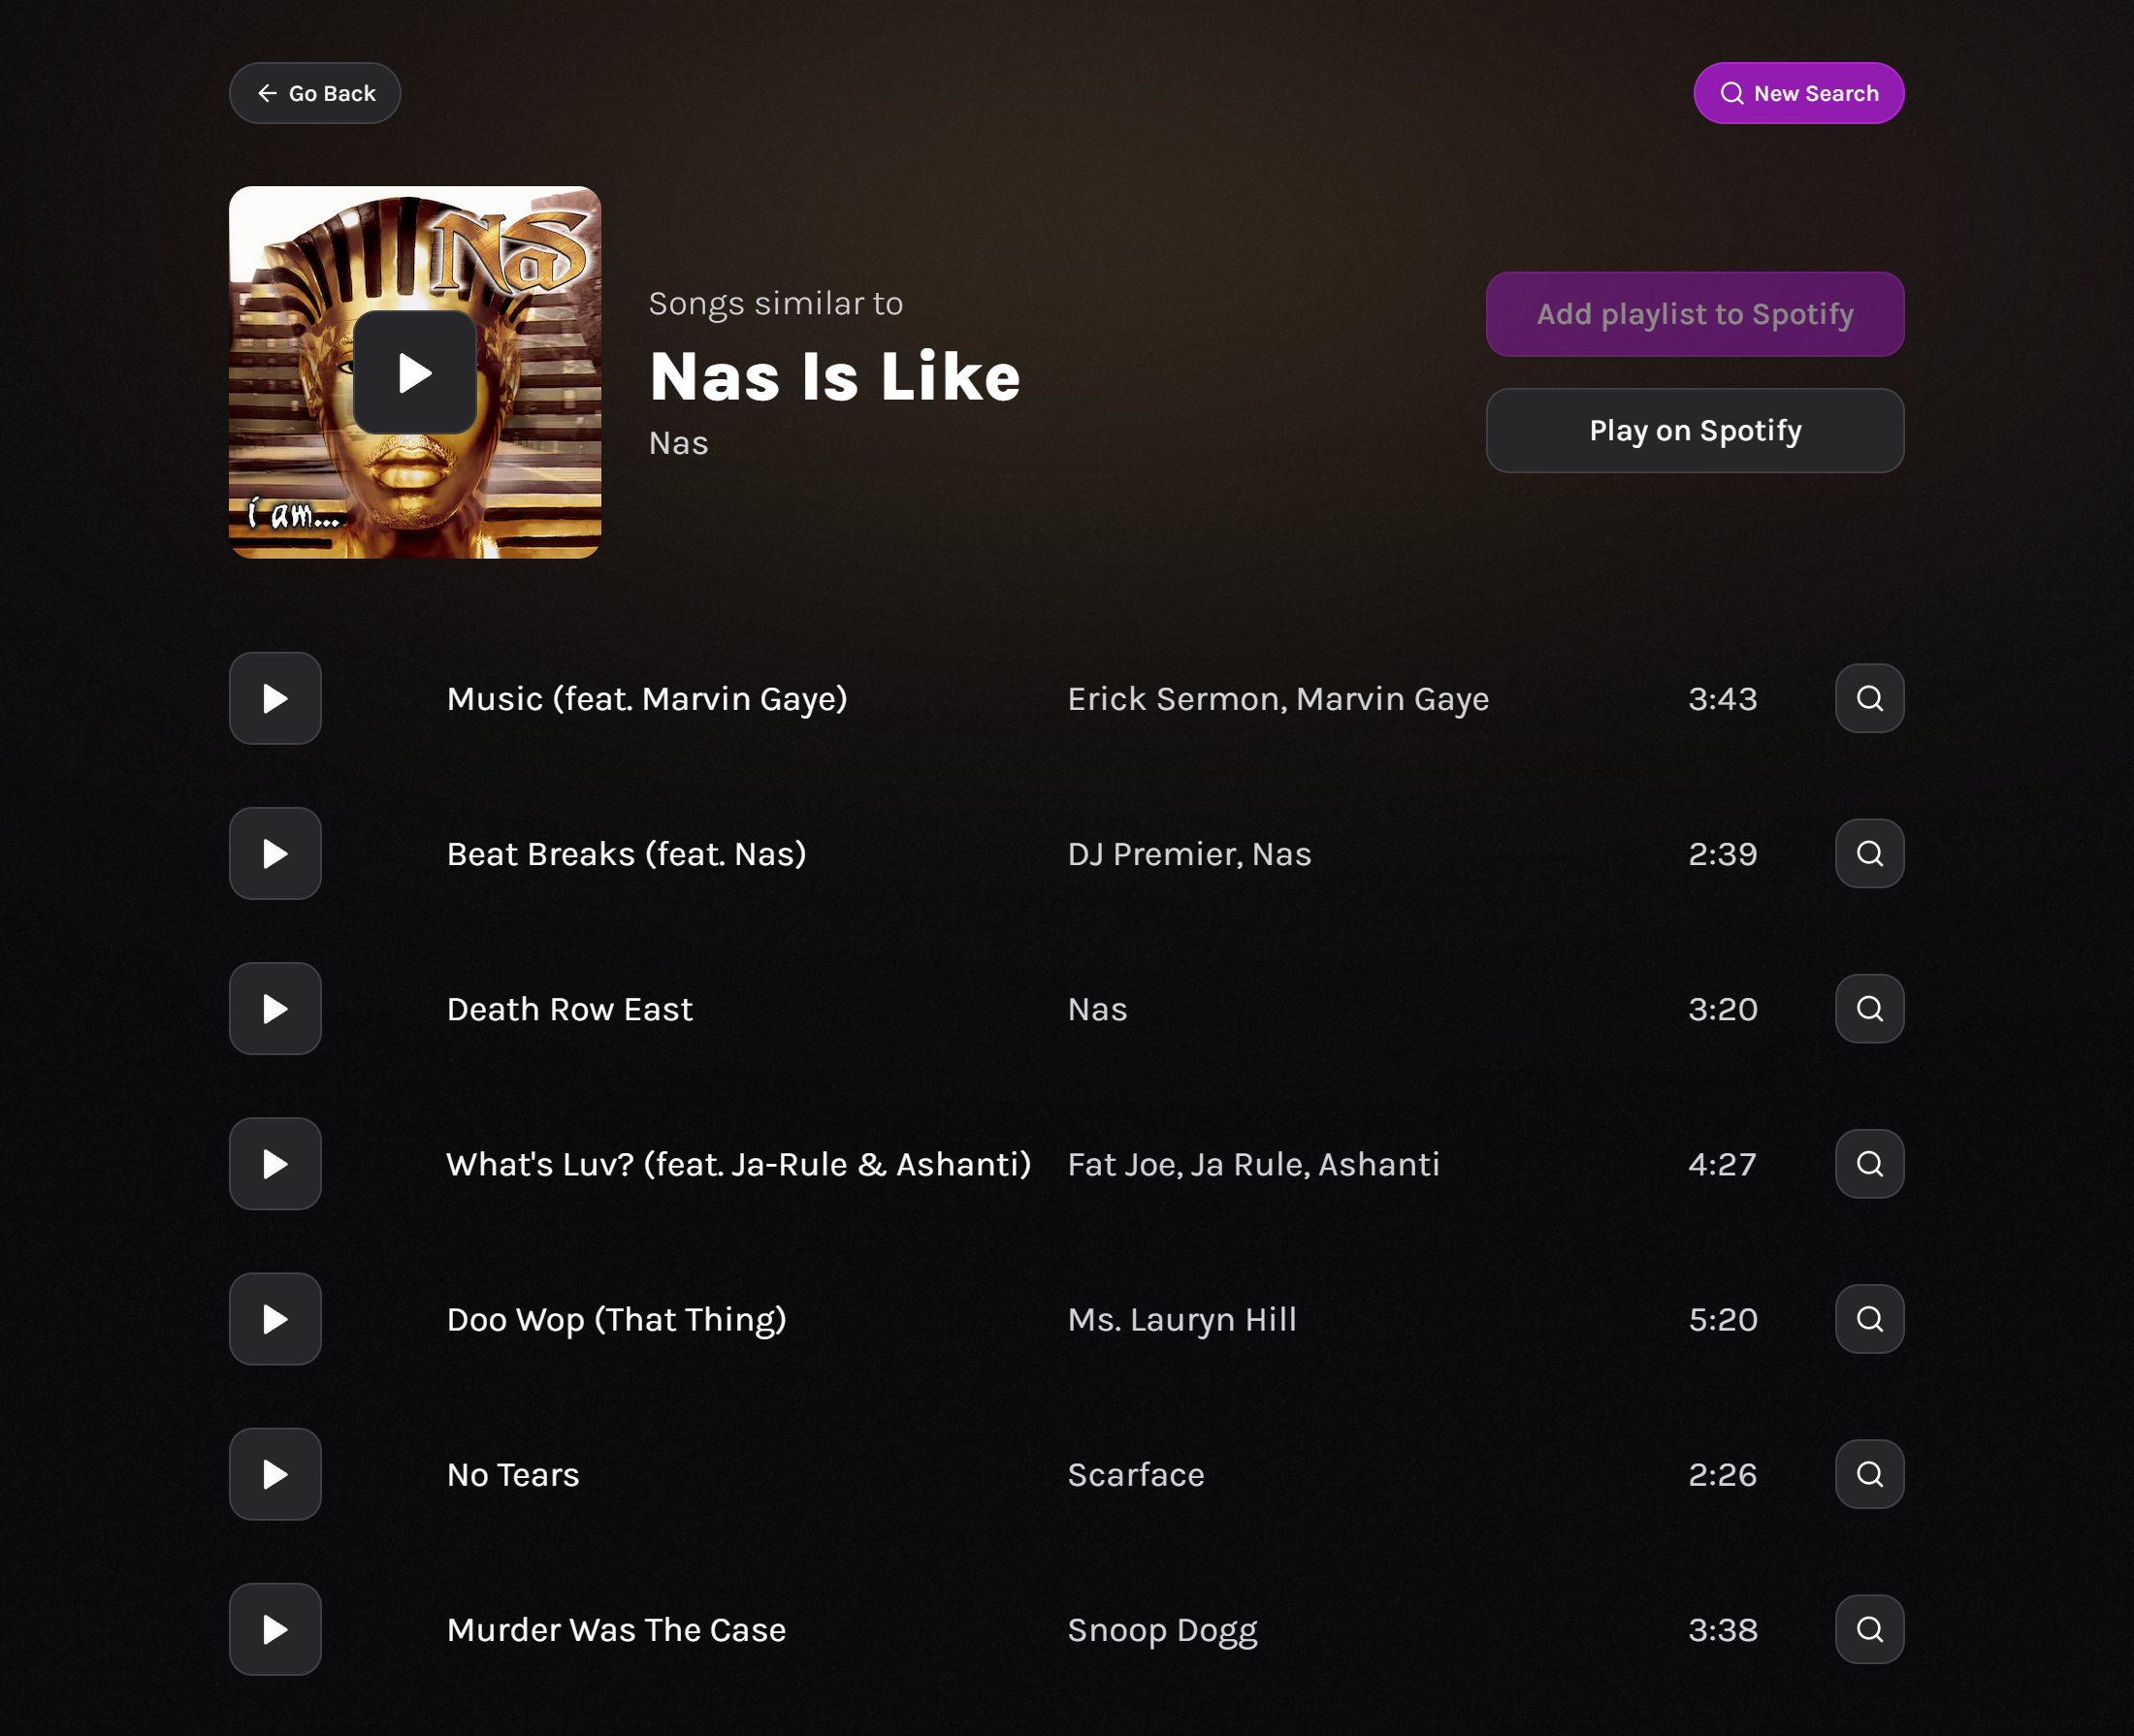 Go Back
New Search
Nas
i am...
Songs similar to
Nas Is Like
Nas
Add playlist to Spotify
Play on Spotify
Music (feat. Marvin Gaye) Erick Sermon, Marvin Gaye 3:43
Beat Breaks (feat. Nas) DJ Premier, Nas 2:39
Death Row East Nas 3:20
What's Luv? (feat. Ja-Rule & Ashanti) Fat Joe, Ja Rule, Ashanti 4:27
Doo Wop (That Thing) Ms. Lauryn Hill 5:20
No Tears Scarface 2:26
Murder Was The Case Snoop Dogg 3:38